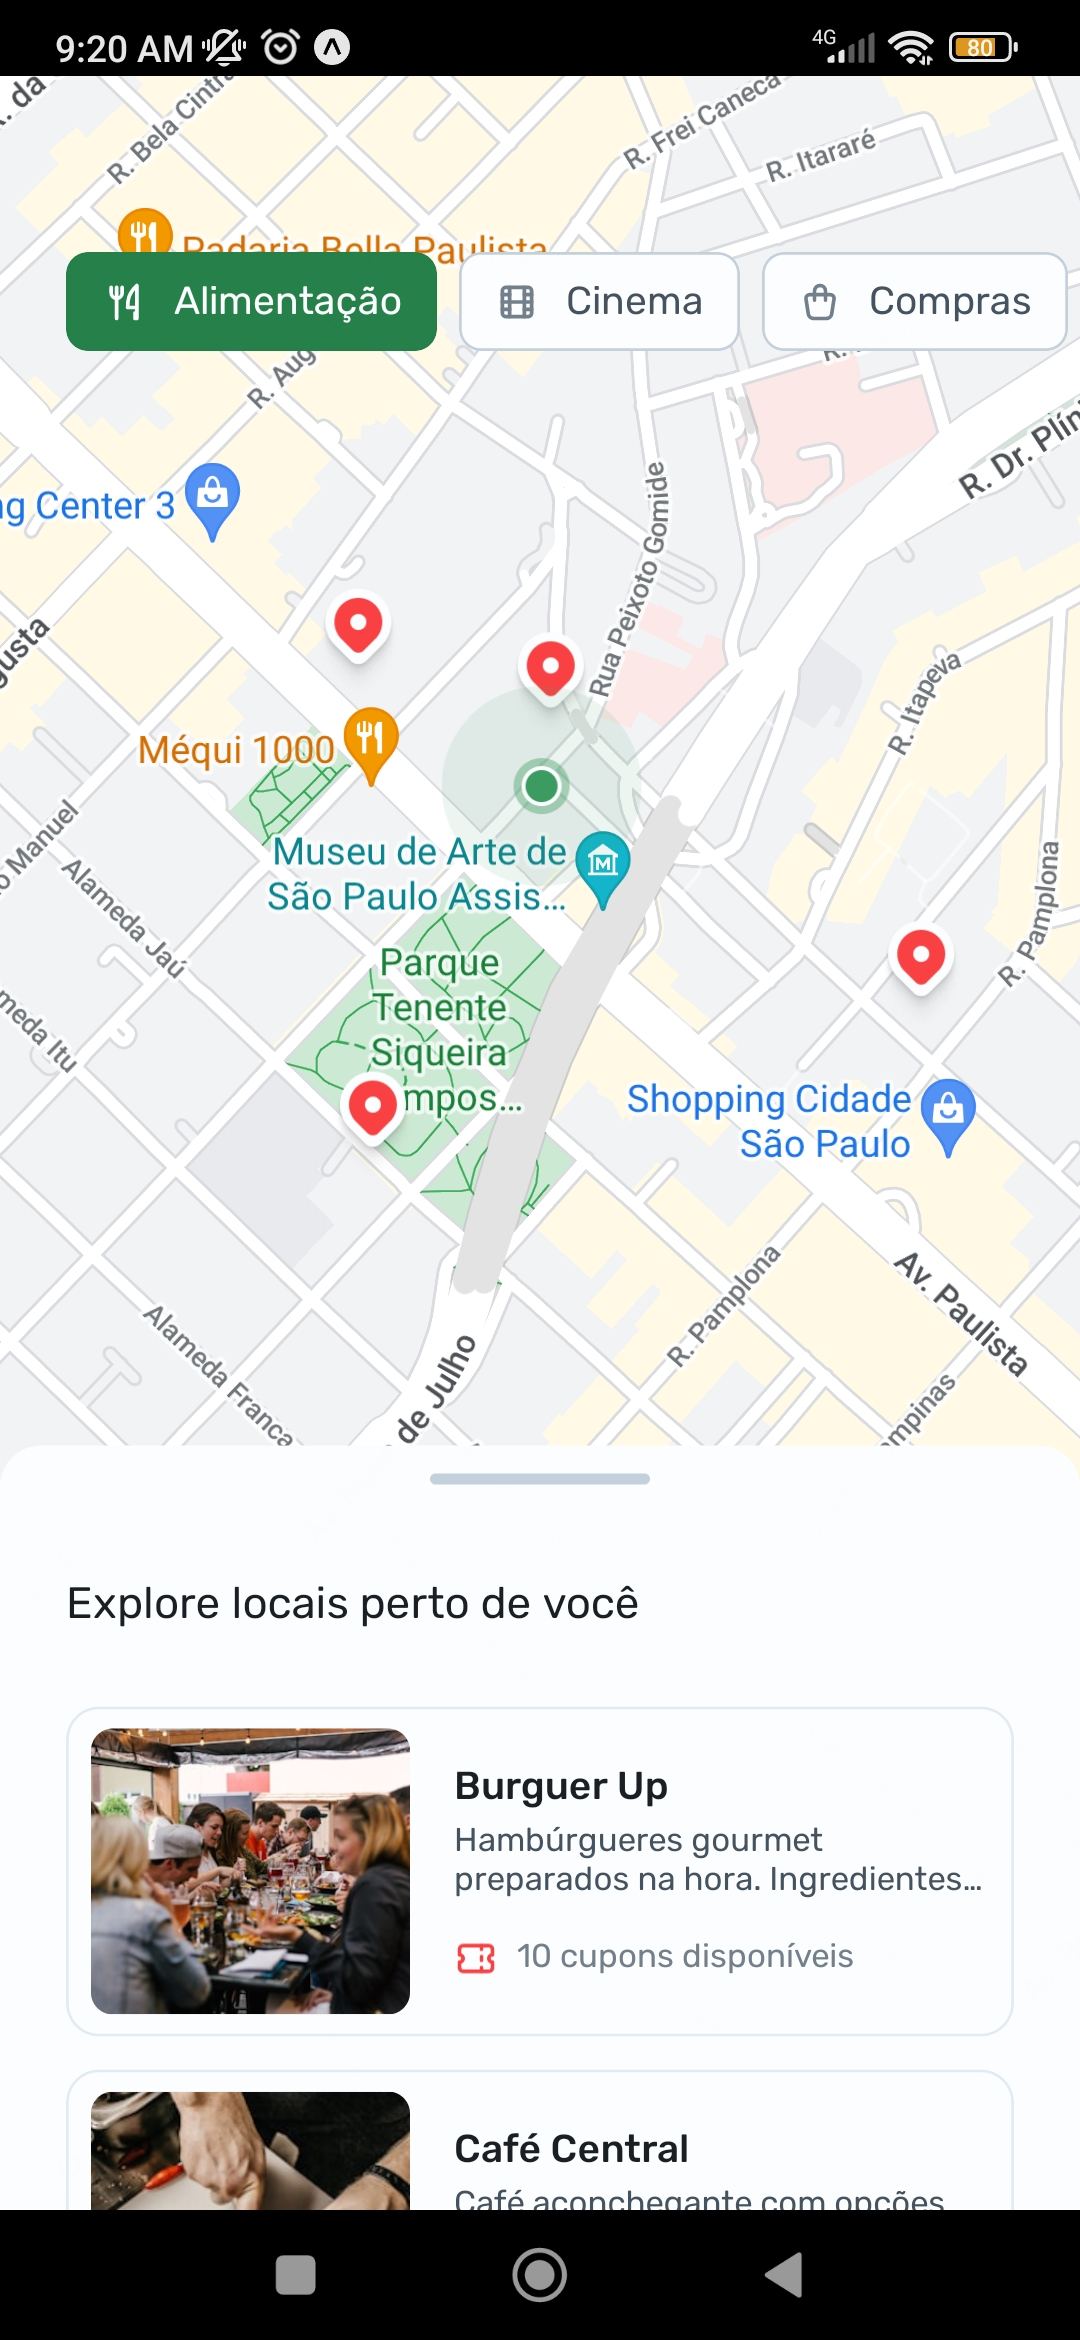 9:20 AM
4G
80
R. Bela Cintra
R. Frei Caneca
R. Itararé
Padaria Bella Paulista
Alimentação
Cinema
Compras
R. Aug
R. Dr. Plín
ng Center 3
Rua Peixoto Gomide
gusta
R. Itapeva
Méqui 1000
o Manuel
Museu de Arte de
São Paulo Assis...
Alameda Jaú
R. Pamplona
Parque
Tenente
Siqueira
mpos...
meda Itu
Shopping Cidade
São Paulo
R. Pamplona
Av. Paulista
Alameda Franca
de Julho
mpinas
Explore locais perto de você
Burguer Up
Hambúrgueres gourmet
preparados na hora. Ingredientes...
10 cupons disponíveis
Café Central
Café aconchegante com opções